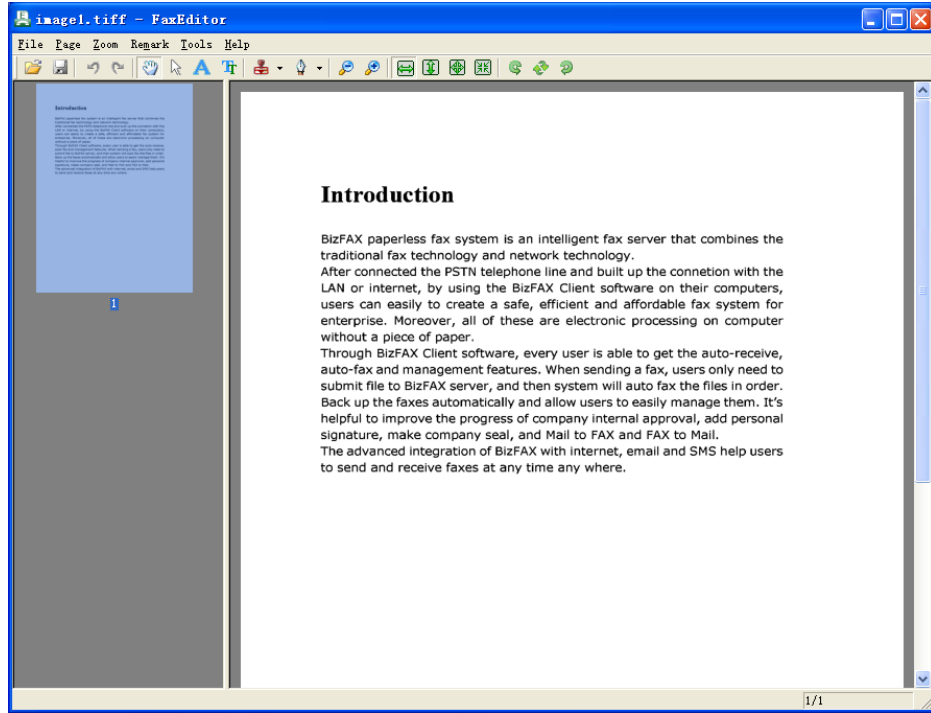 image1.tiff - FaxEditor
File Page Zoom Remark Tools Help
Introduction
BizFAX paperless fax system is an intelligent fax server that combines the
traditional fax technology and network technology.
After connected the PSTN telephone line and built up the connetion with the
LAN or internet, by using the BizFAX Client software on their computers,
users can easily to create a safe, efficient and affordable fax system for
enterprise. Moreover, all of these are electronic processing on computer
without a piece of paper.
Through BizFAX Client software, every user is able to get the auto-receive,
auto-fax and management features. When sending a fax, users only need to
submit file to BizFAX server, and then system will auto fax the files in order.
Back up the faxes automatically and allow users to easily manage them. It's
helpful to improve the progress of company internal approval, add personal
signature, make company seal, and Mail to FAX and FAX to Mail.
The advanced integration of BizFAX with internet, email and SMS help users
to send and receive faxes at any time any where.
Introduction
1
1/1